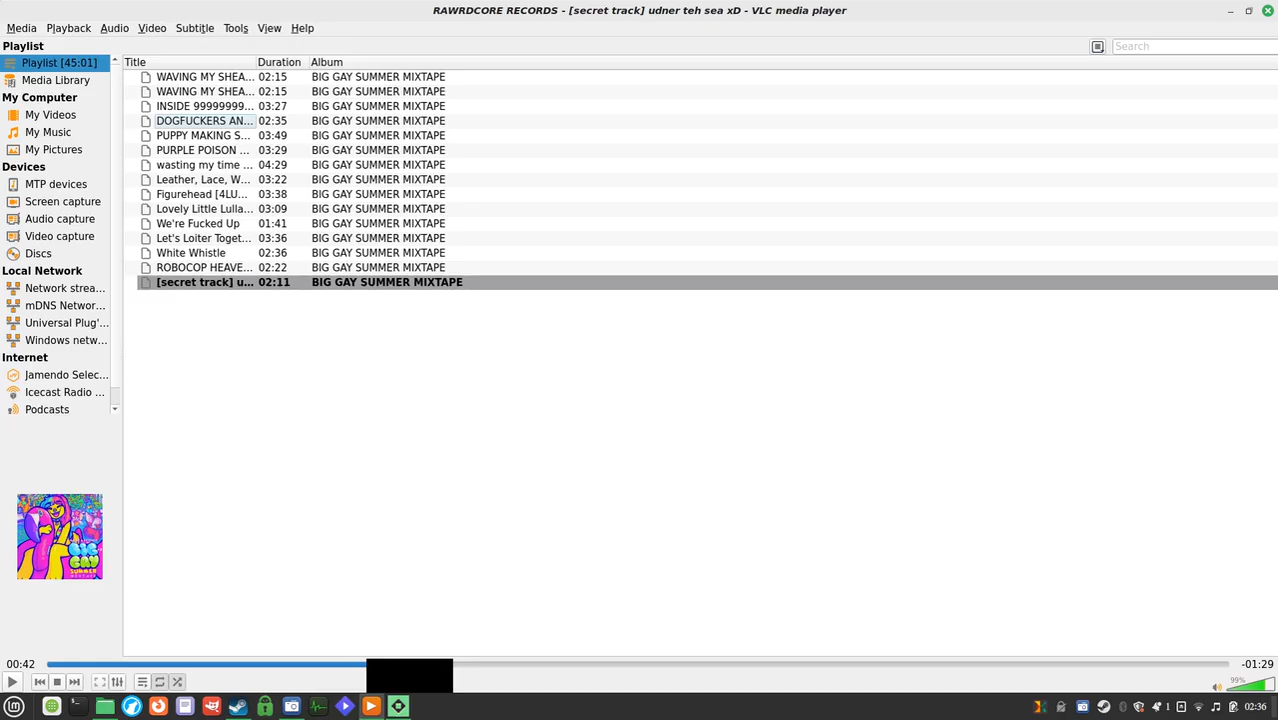 RAWRDCORE RECORDS - [secret track] udner teh sea xD - VLC media player
Media Playback Audio Video Subtitle Tools View Help
Playlist
Search
Playlist [45:01]
Media Library
My Computer
My Videos
My Music
My Pictures
Devices
MTP devices
Screen capture
Audio capture
Video capture
Discs
Local Network
Network strea...
mDNS Networ...
Universal Plug'...
Windows netw...
Internet
Jamendo Selec...
Icecast Radio ...
Podcasts
Title Duration Album
WAVING MY SHEA... 02:15 BIG GAY SUMMER MIXTAPE
WAVING MY SHEA... 02:15 BIG GAY SUMMER MIXTAPE
INSIDE 99999999... 03:27 BIG GAY SUMMER MIXTAPE
DOGFUCKERS AN... 02:35 BIG GAY SUMMER MIXTAPE
PUPPY MAKING S... 03:49 BIG GAY SUMMER MIXTAPE
PURPLE POISON ... 03:29 BIG GAY SUMMER MIXTAPE
wasting my time ... 04:29 BIG GAY SUMMER MIXTAPE
Leather, Lace, W... 03:22 BIG GAY SUMMER MIXTAPE
Figurehead [4LU... 03:38 BIG GAY SUMMER MIXTAPE
Lovely Little Lulla... 03:09 BIG GAY SUMMER MIXTAPE
We're Fucked Up 01:41 BIG GAY SUMMER MIXTAPE
Let's Loiter Toget... 03:36 BIG GAY SUMMER MIXTAPE
White Whistle 02:36 BIG GAY SUMMER MIXTAPE
ROBOCOP HEAVE... 02:22 BIG GAY SUMMER MIXTAPE
[secret track] u... 02:11 BIG GAY SUMMER MIXTAPE
BIG
GAY
SUMMER
MIXTAPE
00:42 -01:29
99%
1 02:36